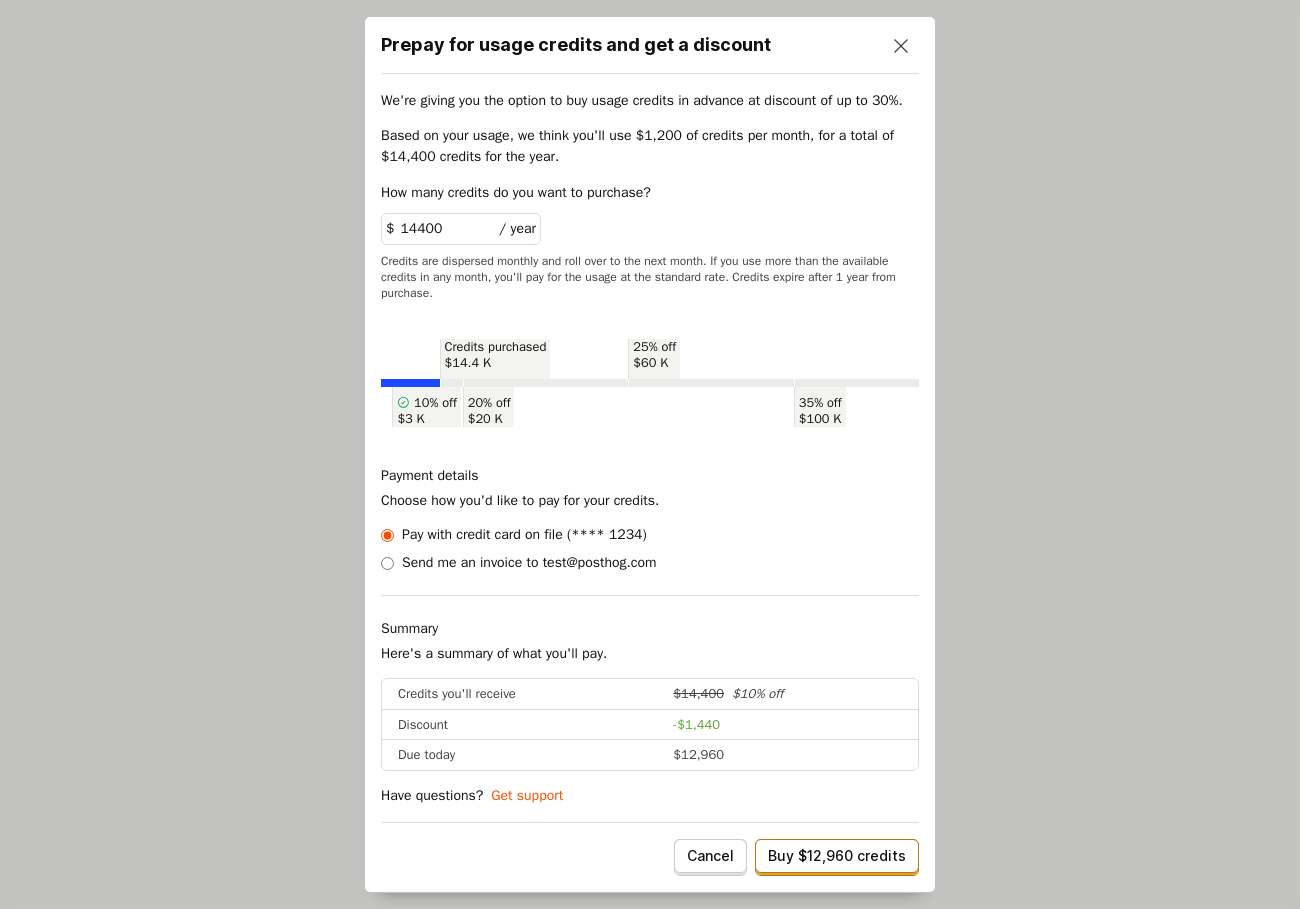 Prepay for usage credits and get a discount
We're giving you the option to buy usage credits in advance at discount of up to 30%.
Based on your usage, we think you'll use $1,200 of credits per month, for a total of
$14,400 credits for the year.
How many credits do you want to purchase?
$ 14400 / year
Credits are dispersed monthly and roll over to the next month. If you use more than the available
credits in any month, you'll pay for the usage at the standard rate. Credits expire after 1 year from
purchase.
Credits purchased
$14.4 K
25% off
$60 K
10% off
$3 K
20% off
$20 K
35% off
$100 K
Payment details
Choose how you'd like to pay for your credits.
Pay with credit card on file (**** 1234)
Send me an invoice to test@posthog.com
Summary
Here's a summary of what you'll pay.
Credits you'll receive $14,400 $10% off
Discount -$1,440
Due today $12,960
Have questions? Get support
Cancel Buy $12,960 credits